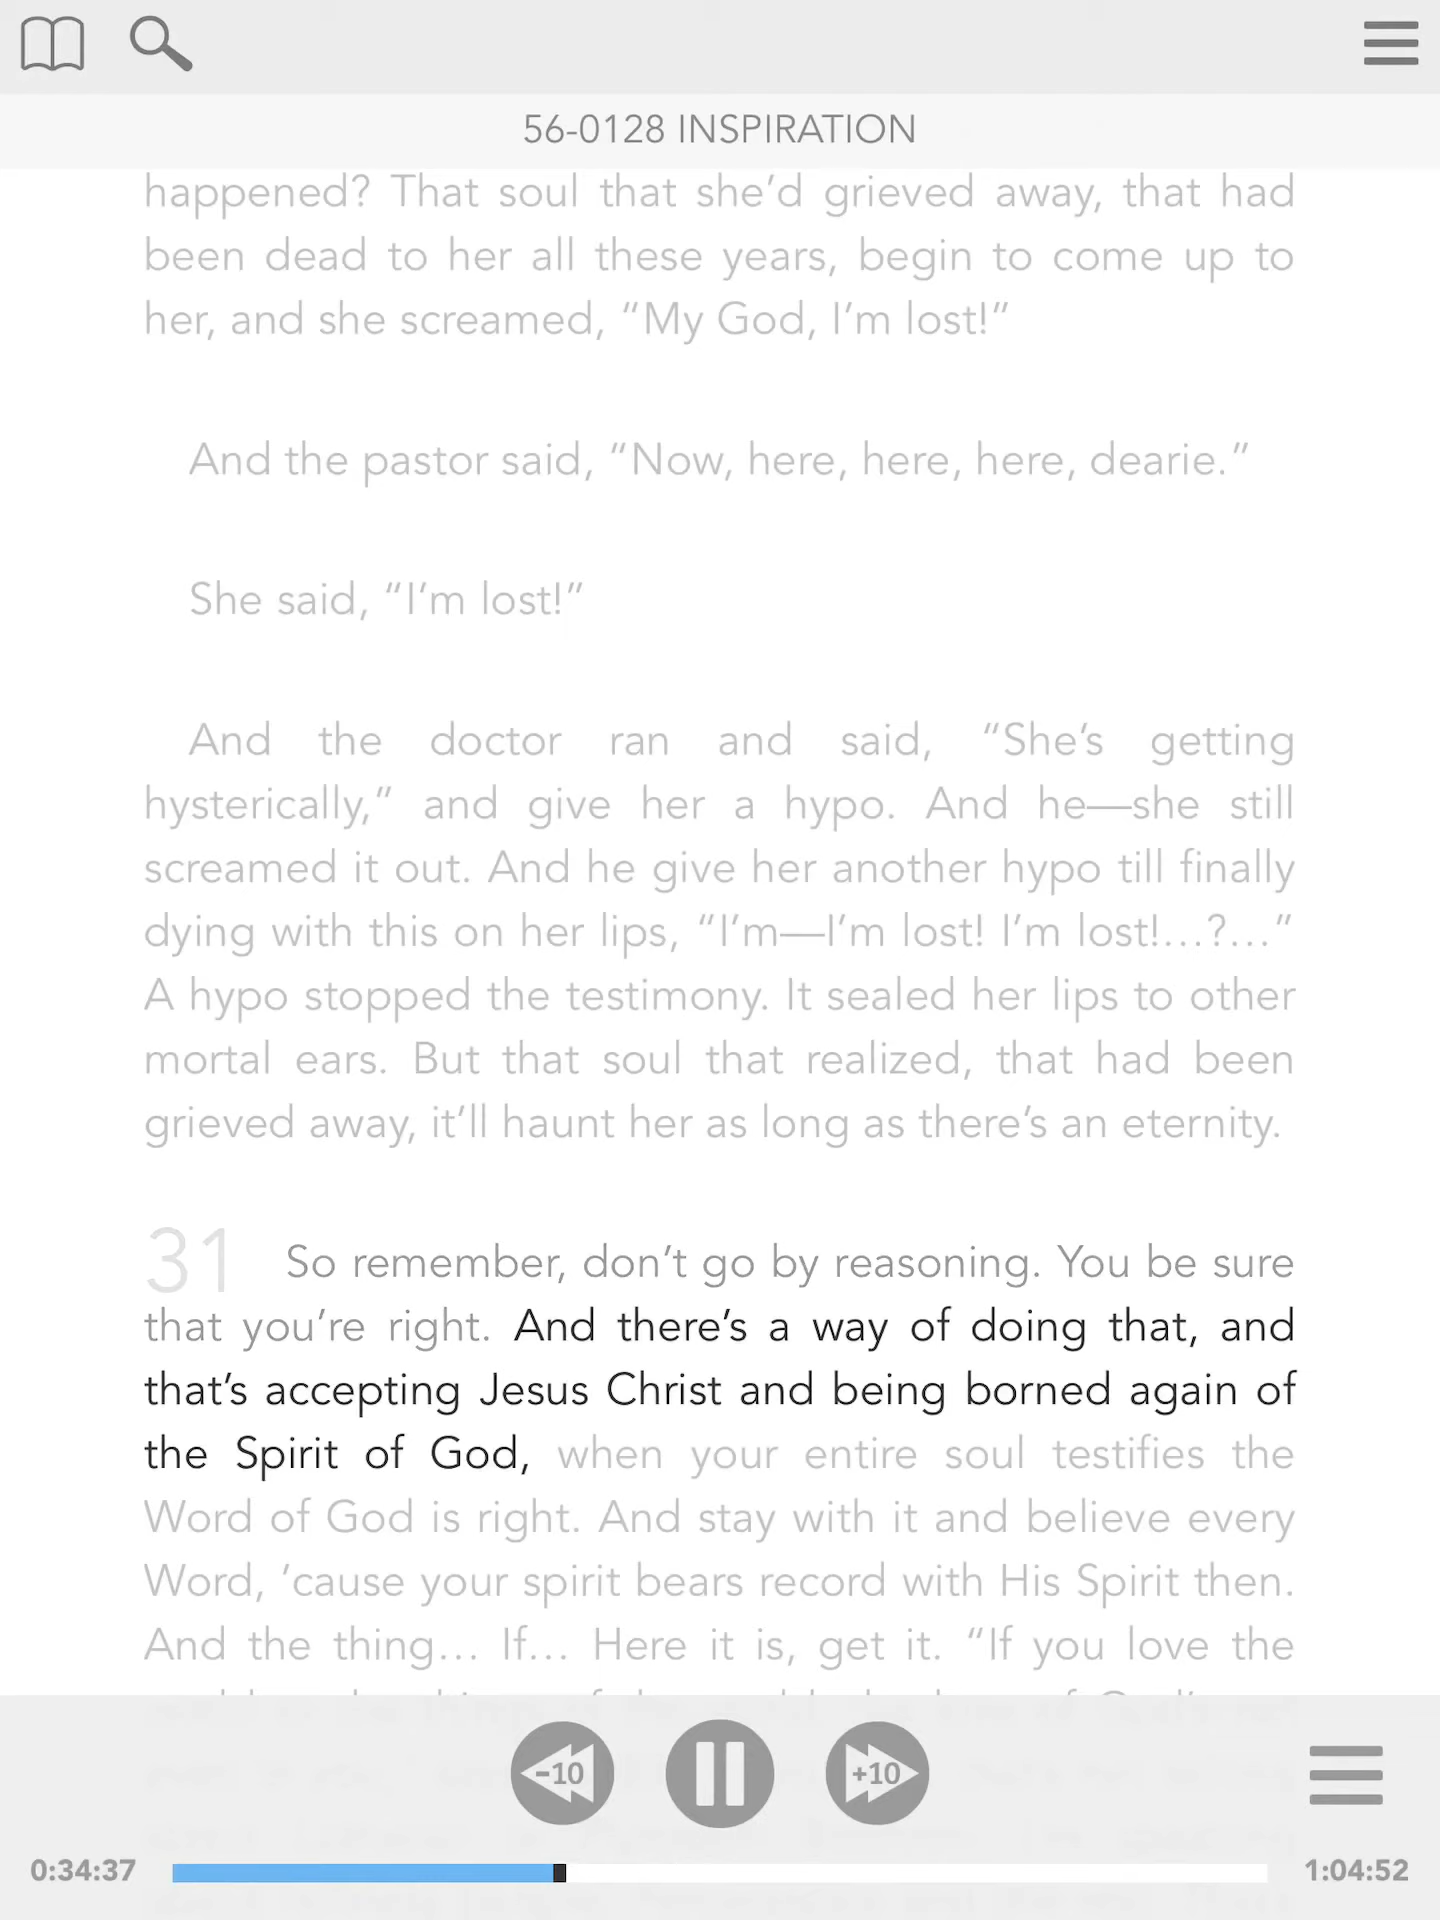 56-0128 INSPIRATION
happened? That soul that she’d grieved away, that had
been dead to her all these years, begin to come up to
her, and she screamed, “My God, I’m lost!”
And the pastor said, “Now, here, here, here, dearie.”
She said, “I’m lost!”
And the doctor ran and said, “She’s getting
hysterically,” and give her a hypo. And he—she still
screamed it out. And he give her another hypo till finally
dying with this on her lips, “I’m—I’m lost! I’m lost!…?…”
A hypo stopped the testimony. It sealed her lips to other
mortal ears. But that soul that realized, that had been
grieved away, it’ll haunt her as long as there’s an eternity.
31 So remember, don’t go by reasoning. You be sure
that you’re right. And there’s a way of doing that, and
that’s accepting Jesus Christ and being borned again of
the Spirit of God, when your entire soul testifies the
Word of God is right. And stay with it and believe every
Word, ’cause your spirit bears record with His Spirit then.
And the thing… If… Here it is, get it. “If you love the
-10 +10
0:34:37 1:04:52